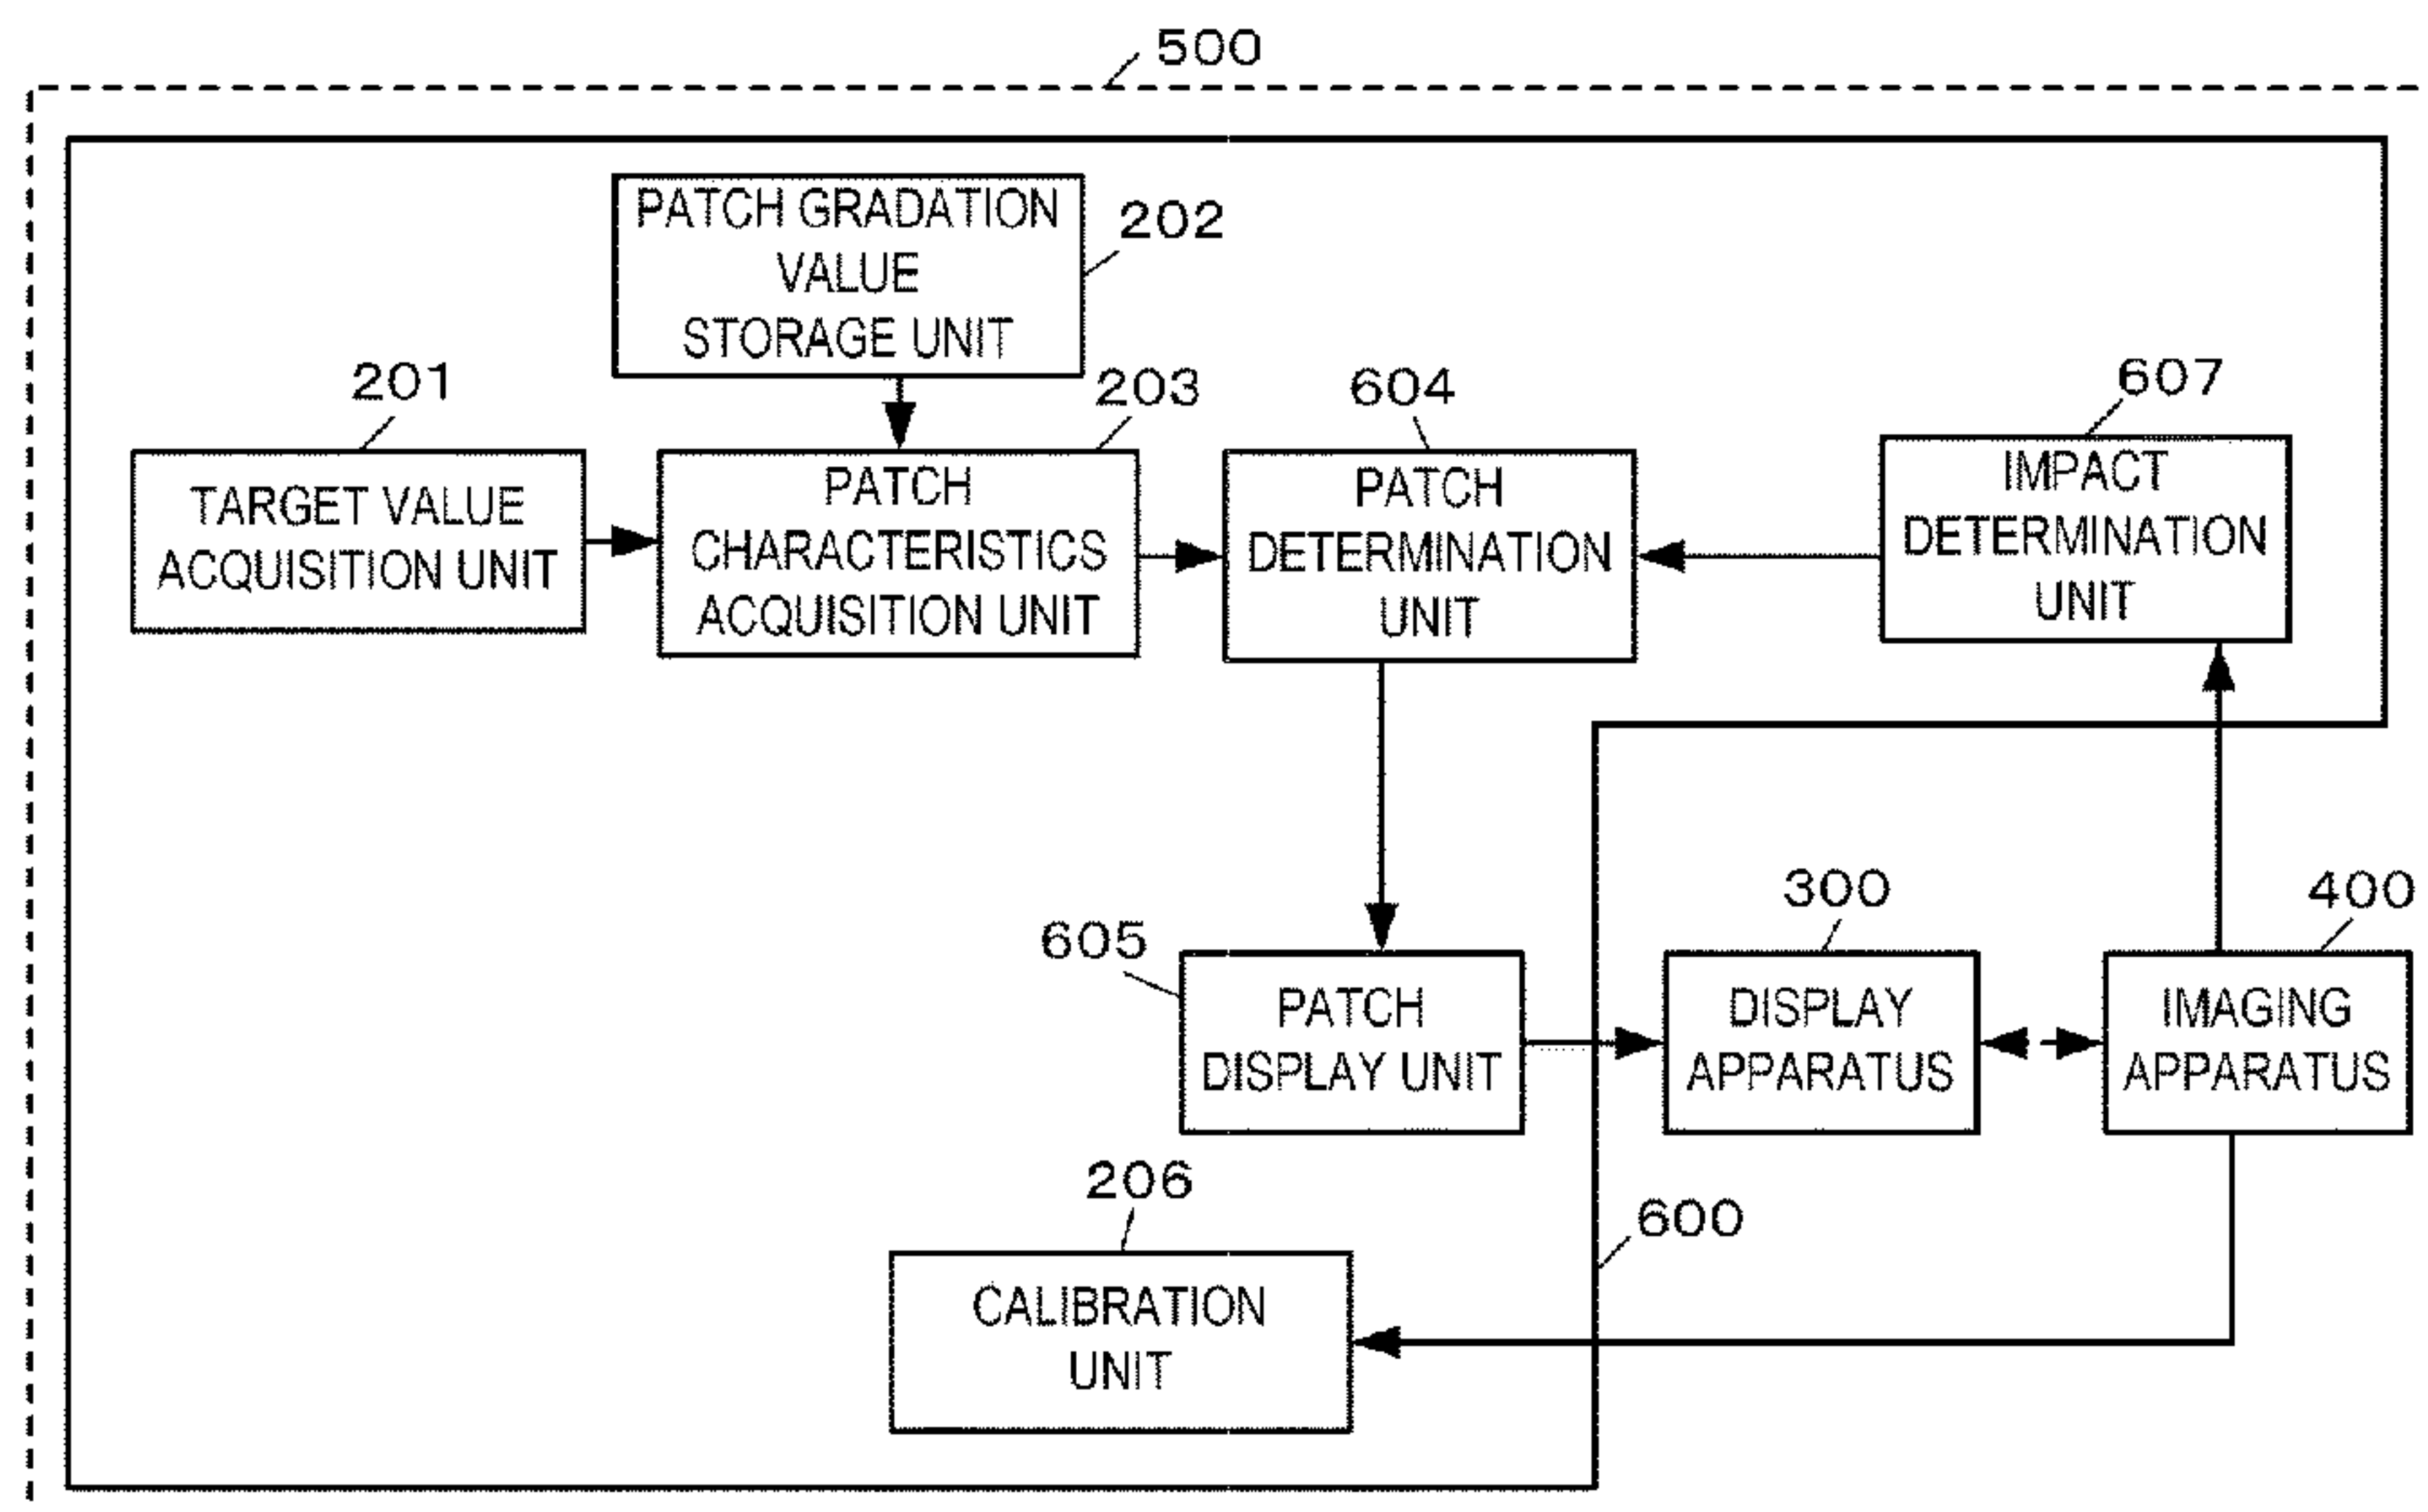 500
PATCH GRADATION
VALUE
STORAGE UNIT
202
201
203
604
607
TARGET VALUE
ACQUISITION UNIT
PATCH
CHARACTERISTICS
ACQUISITION UNIT
PATCH
DETERMINATION
UNIT
IMPACT
DETERMINATION
UNIT
605
300
400
PATCH
DISPLAY UNIT
DISPLAY
APPARATUS
IMAGING
APPARATUS
206
600
CALIBRATION
UNIT